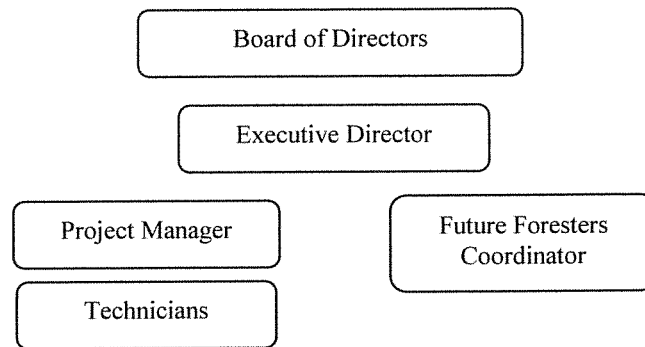 Board of Directors
Executive Director
Project Manager
Future Foresters
Coordinator
Technicians